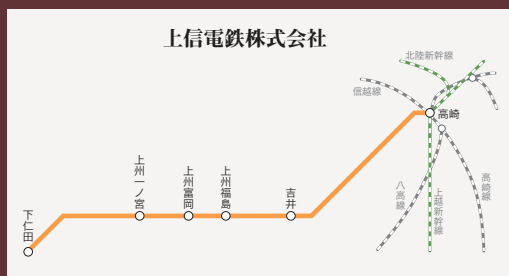 上信電鉄株式会社
北陸新幹線
信越線
高崎
上州一ノ宮
上州富岡
上州福島
吉井
下仁田
八高線
上越新幹線
高崎線